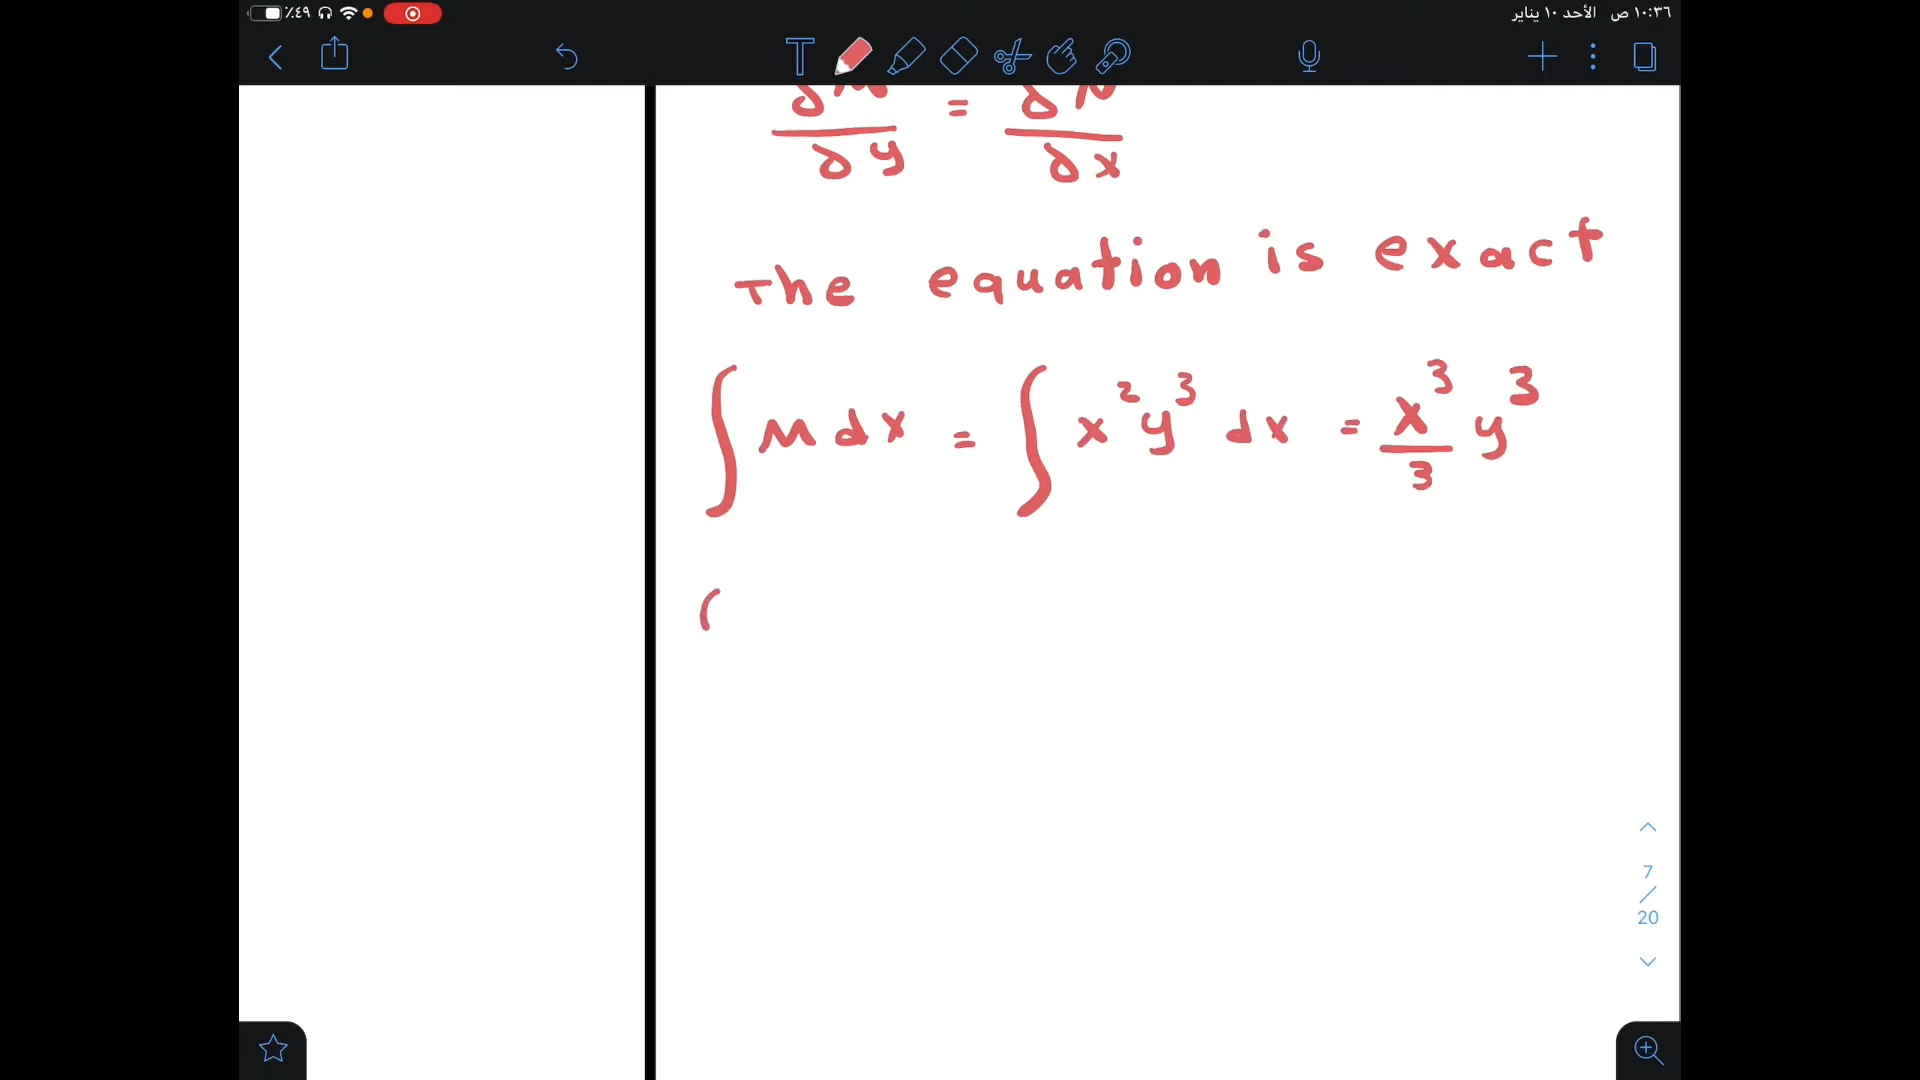 ٪٤٩
١٠:٣٦ ص الأحد ١٠ يناير
T
∂M/∂y = ∂N/∂x
The equation is exact
∫ M dx = ∫ x²y³ dx = x³/3 y³
7
/
20